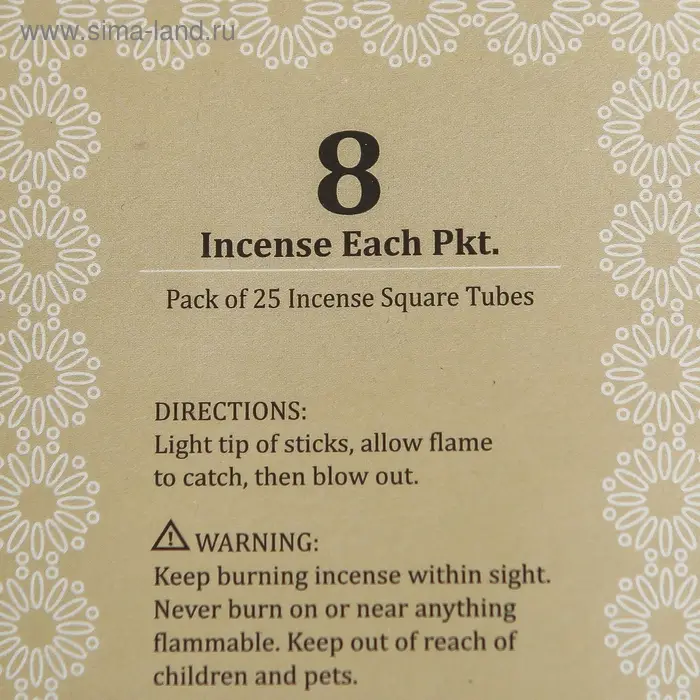 www.sima-land.ru
8
Incense Each Pkt.
Pack of 25 Incense Square Tubes
DIRECTIONS:
Light tip of sticks, allow flame
to catch, then blow out.
WARNING:
Keep burning incense within sight.
Never burn on or near anything
flammable. Keep out of reach of
children and pets.